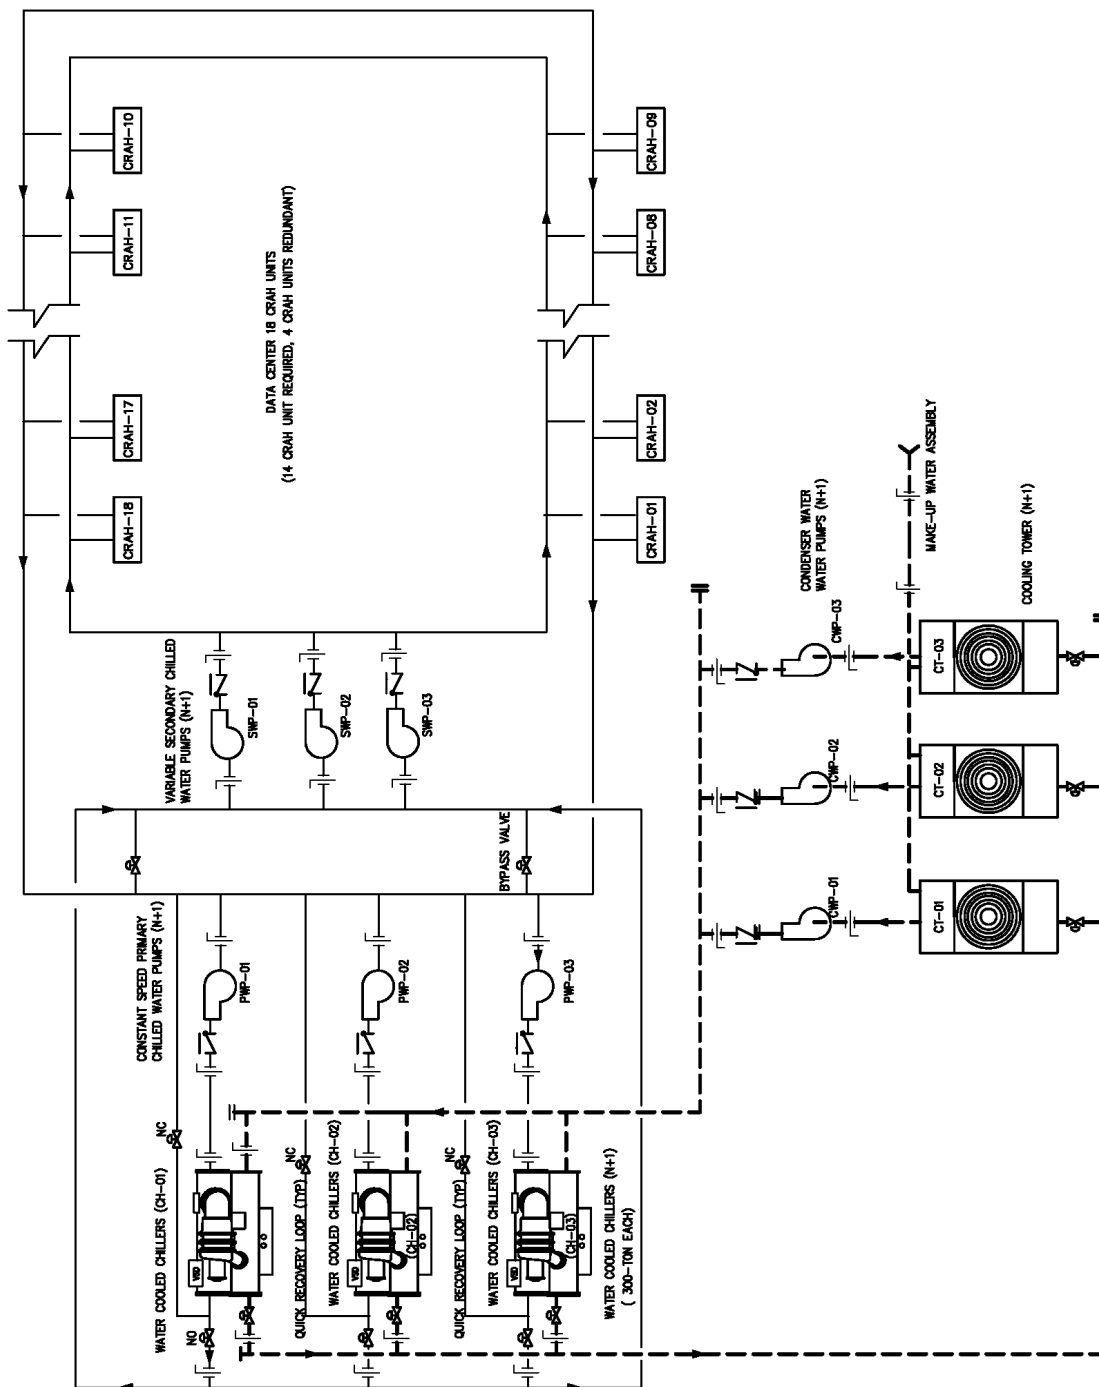 CRAH-10
CRAH-11
CRAH-17
CRAH-18
DATA CENTER 18 CRAH UNITS
(14 CRAH UNIT REQUIRED, 4 CRAH UNITS REDUNDANT)
CRAH-09
CRAH-08
CRAH-02
CRAH-01
VARIABLE SECONDARY CHILLED
WATER PUMPS (N+1)
SWP-01
SWP-02
SWP-03
BYPASS VALVE
CONSTANT SPEED PRIMARY
CHILLED WATER PUMPS (N+1)
PWP-01
PWP-02
PWP-03
WATER COOLED CHILLERS (CH-01)
NC
NO
VSD
QUICK RECOVERY LOOP (TYP)
WATER COOLED CHILLERS (CH-02)
NC
VSD
(CH-02)
QUICK RECOVERY LOOP (TYP)
WATER COOLED CHILLERS (CH-03)
NC
VSD
(CH-03)
WATER COOLED CHILLERS (N+1)
( 300-TON EACH)
CONDENSER WATER
WATER PUMPS (N+1)
CWP-03
CWP-02
CWP-01
MAKE-UP WATER ASSEMBLY
COOLING TOWER (N+1)
CT-03
CT-02
CT-01